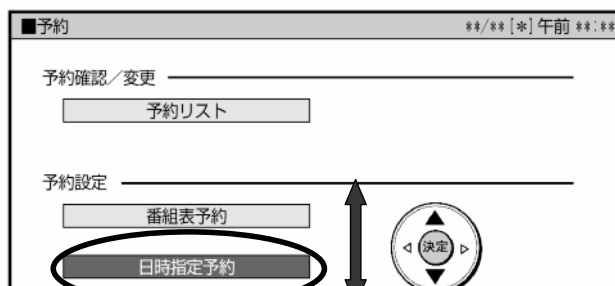 ■予約 **/** [*] 午前 **:**
予約確認／変更
予約リスト
予約設定
番組表予約
決定
日時指定予約